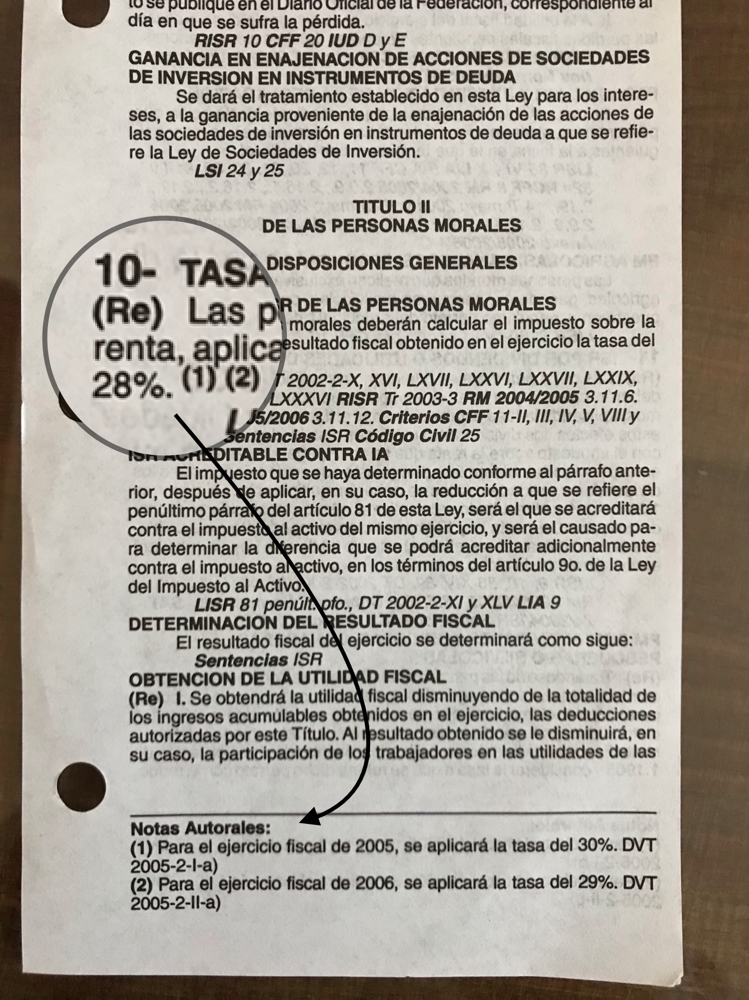 to se publique en el Diario Oficial de la Federación, correspondiente al
día en que se sufra la pérdida.
RISR 10 CFF 20 IUD D y E
GANANCIA EN ENAJENACION DE ACCIONES DE SOCIEDADES
DE INVERSION EN INSTRUMENTOS DE DEUDA
Se dará el tratamiento establecido en esta Ley para los intere-
ses, a la ganancia proveniente de la enajenación de las acciones de
las sociedades de inversión en instrumentos de deuda a que se refie-
re la Ley de Sociedades de Inversión.
LSI 24 y 25
TITULO II
DE LAS PERSONAS MORALES
DISPOSICIONES GENERALES
10- TASA R DE LAS PERSONAS MORALES
(Re) Las p morales deberán calcular el impuesto sobre la
renta, aplica esultado fiscal obtenido en el ejercicio la tasa del
28%. (1) (2)
T 2002-2-X, XVI, LXVII, LXXVI, LXXVII, LXXIX,
LXXXVI RISR Tr 2003-3 RM 2004/2005 3.11.6.
5/2006 3.11.12. Criterios CFF 11-II, III, IV, V, VIII y
Sentencias ISR Código Civil 25
ISR ACREDITABLE CONTRA IA
El impuesto que se haya determinado conforme al párrafo ante-
rior, después de aplicar, en su caso, la reducción a que se refiere el
penúltimo párrafo del artículo 81 de esta Ley, será el que se acreditará
contra el impuesto al activo del mismo ejercicio, y será el causado pa-
ra determinar la diferencia que se podrá acreditar adicionalmente
contra el impuesto al activo, en los términos del artículo 9o. de la Ley
del Impuesto al Activo.
LISR 81 penúlt. pfo., DT 2002-2-XI y XLV LIA 9
DETERMINACION DEL RESULTADO FISCAL
El resultado fiscal del ejercicio se determinará como sigue:
Sentencias ISR
OBTENCION DE LA UTILIDAD FISCAL
(Re) I. Se obtendrá la utilidad fiscal disminuyendo de la totalidad de
los ingresos acumulables obtenidos en el ejercicio, las deducciones
autorizadas por este Título. Al resultado obtenido se le disminuirá, en
su caso, la participación de los trabajadores en las utilidades de las
Notas Autorales:
(1) Para el ejercicio fiscal de 2005, se aplicará la tasa del 30%. DVT
2005-2-I-a)
(2) Para el ejercicio fiscal de 2006, se aplicará la tasa del 29%. DVT
2005-2-II-a)